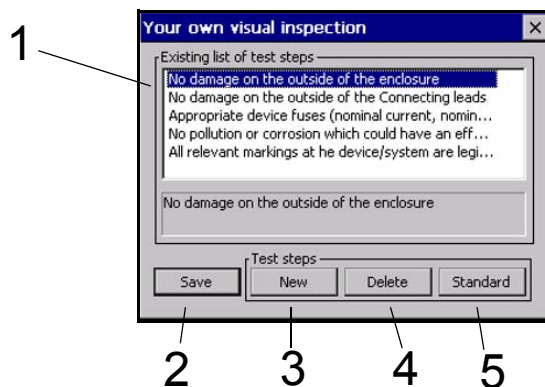 Your own visual inspection
1
Existing list of test steps
No damage on the outside of the enclosure
No damage on the outside of the Connecting leads
Appropriate device fuses (nominal current, nomin...
No pollution or corrosion which could have an eff...
All relevant markings at he device/system are legi...
No damage on the outside of the enclosure
Test steps
Save New Delete Standard
2 3 4 5